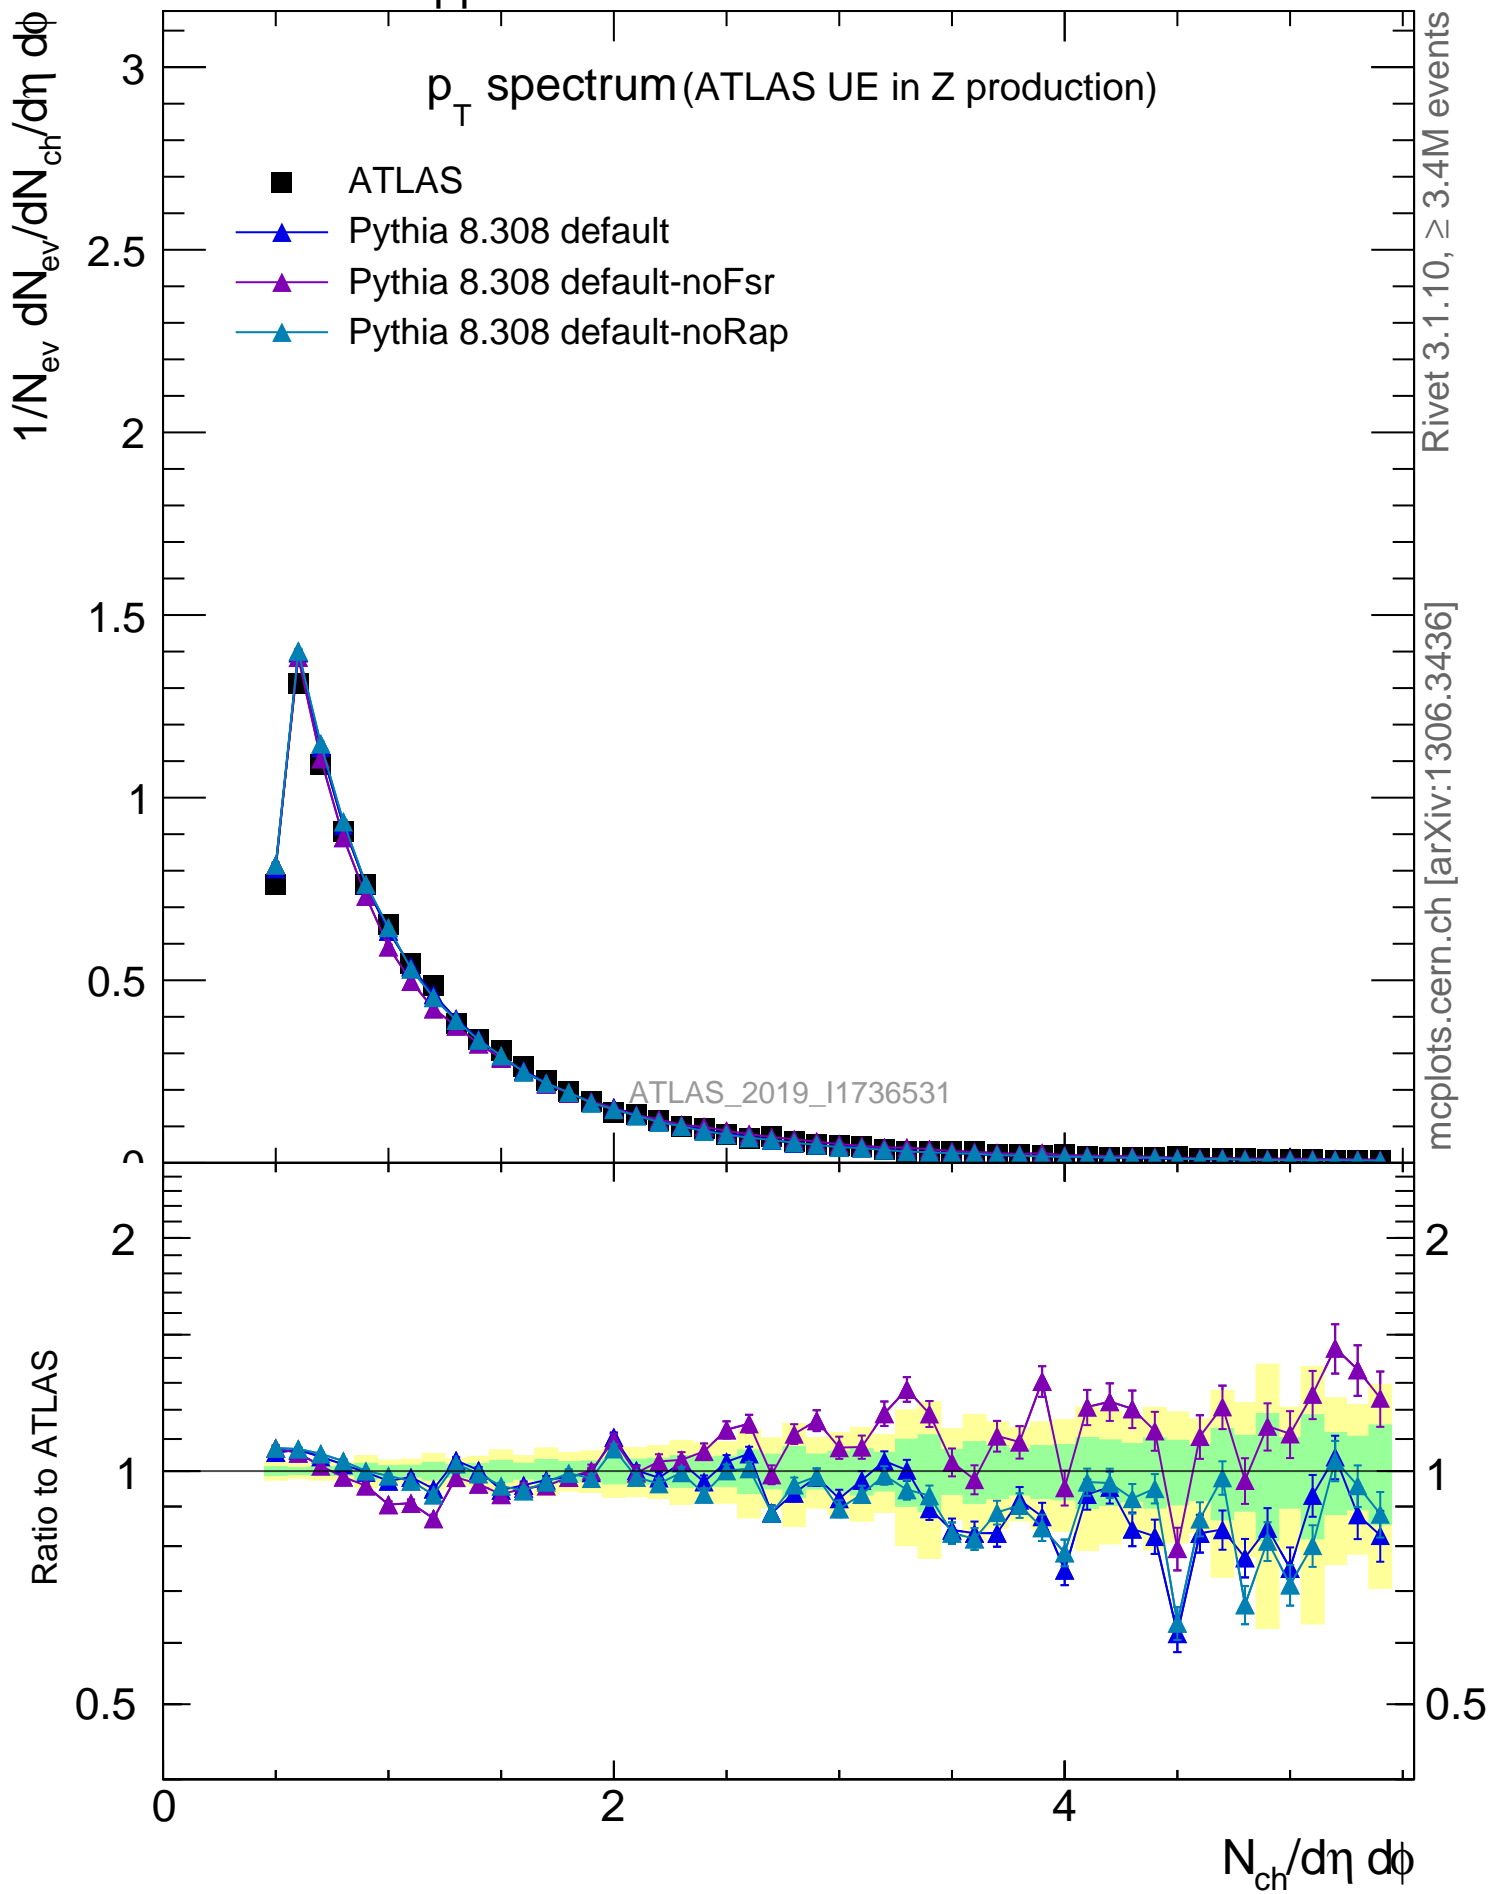 1/N_ev dN_ev/dN_ch/dη dϕ
p_T spectrum (ATLAS UE in Z production)
ATLAS
Pythia 8.308 default
Pythia 8.308 default-noFsr
Pythia 8.308 default-noRap
3
2.5
2
1.5
1
0.5
0
ATLAS_2019_I1736531
Rivet 3.1.10, ≥ 3.4M events
mcplots.cern.ch [arXiv:1306.3436]
Ratio to ATLAS
2
1
0.5
2
1
0.5
0
2
4
N_ch/dη dϕ